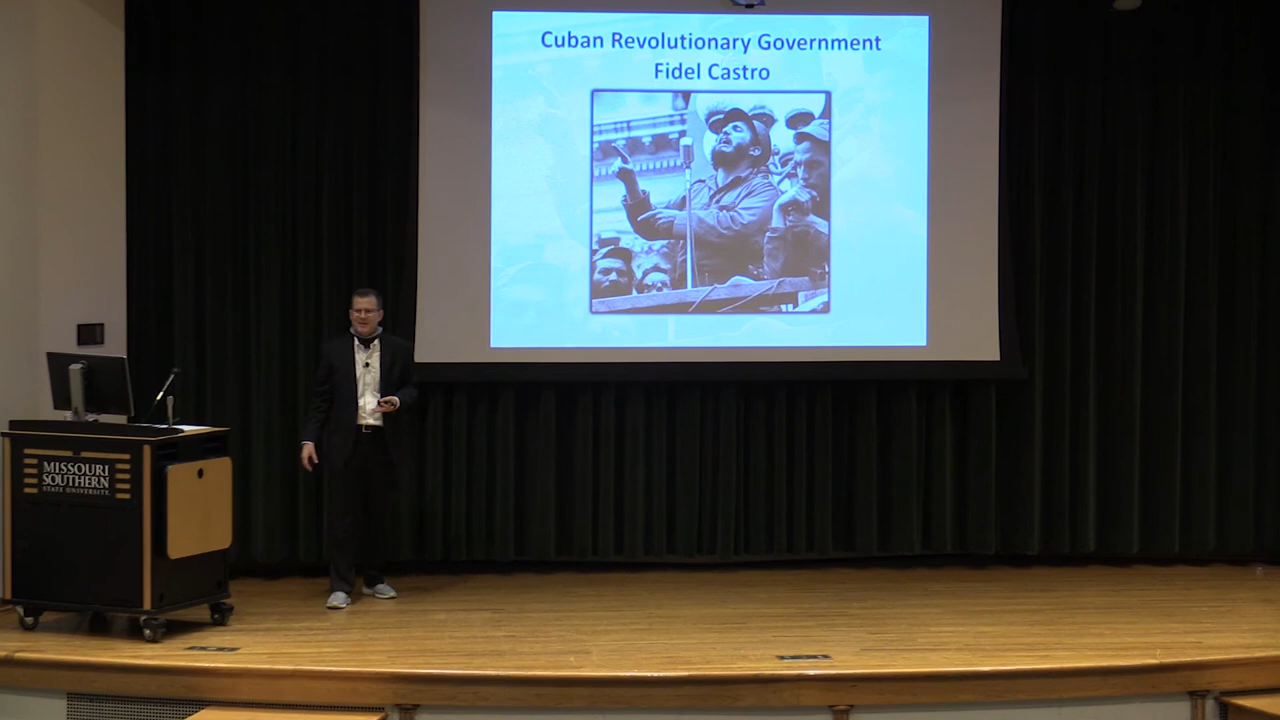 Cuban Revolutionary Government
Fidel Castro
MISSOURI
SOUTHERN
STATE UNIVERSITY